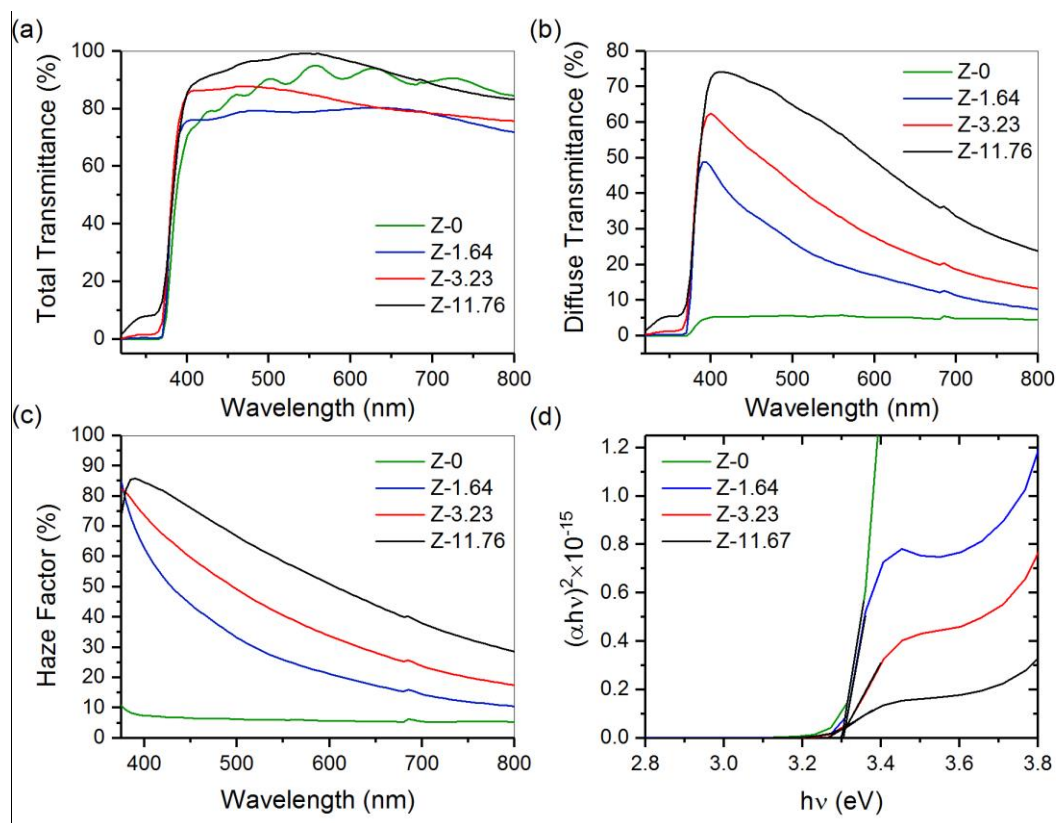 (a)
Total Transmittance (%)
100
80
60
40
20
0
Z-0
Z-1.64
Z-3.23
Z-11.76
400 500 600 700 800
Wavelength (nm)
(b)
Diffuse Transmittance (%)
80
70
60
50
40
30
20
10
0
Z-0
Z-1.64
Z-3.23
Z-11.76
400 500 600 700 800
Wavelength (nm)
(c)
Haze Factor (%)
100
90
80
70
60
50
40
30
20
10
0
Z-0
Z-1.64
Z-3.23
Z-11.76
400 500 600 700 800
Wavelength (nm)
(d)
(αhν)²×10⁻¹⁵
1.2
1.0
0.8
0.6
0.4
0.2
0.0
Z-0
Z-1.64
Z-3.23
Z-11.67
2.8 3.0 3.2 3.4 3.6 3.8
hν (eV)